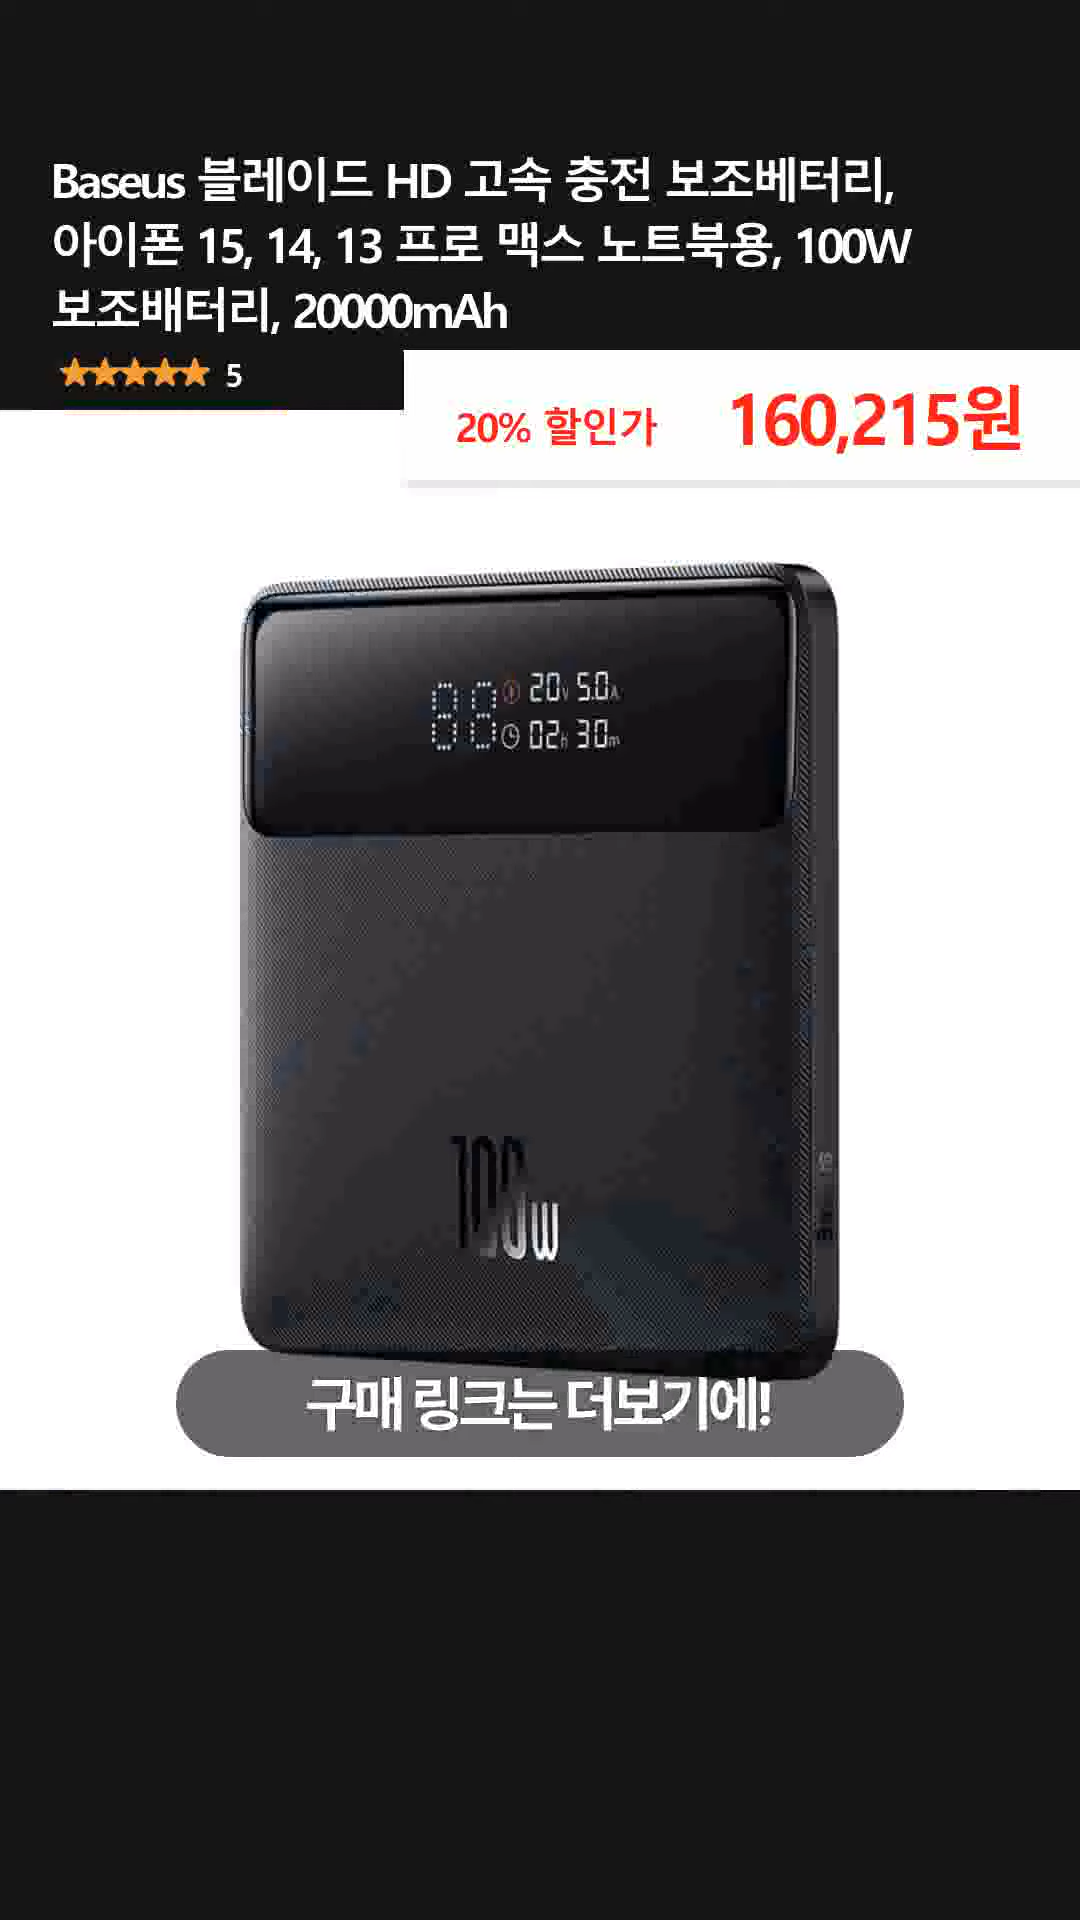 Baseus 블레이드 HD 고속 충전 보조베터리,
아이폰 15, 14, 13 프로 맥스 노트북용, 100W
보조배터리, 20000mAh
5
20% 할인가 160,215원
88 20V 5.0A
02h 30m
100W
구매 링크는 더보기에!